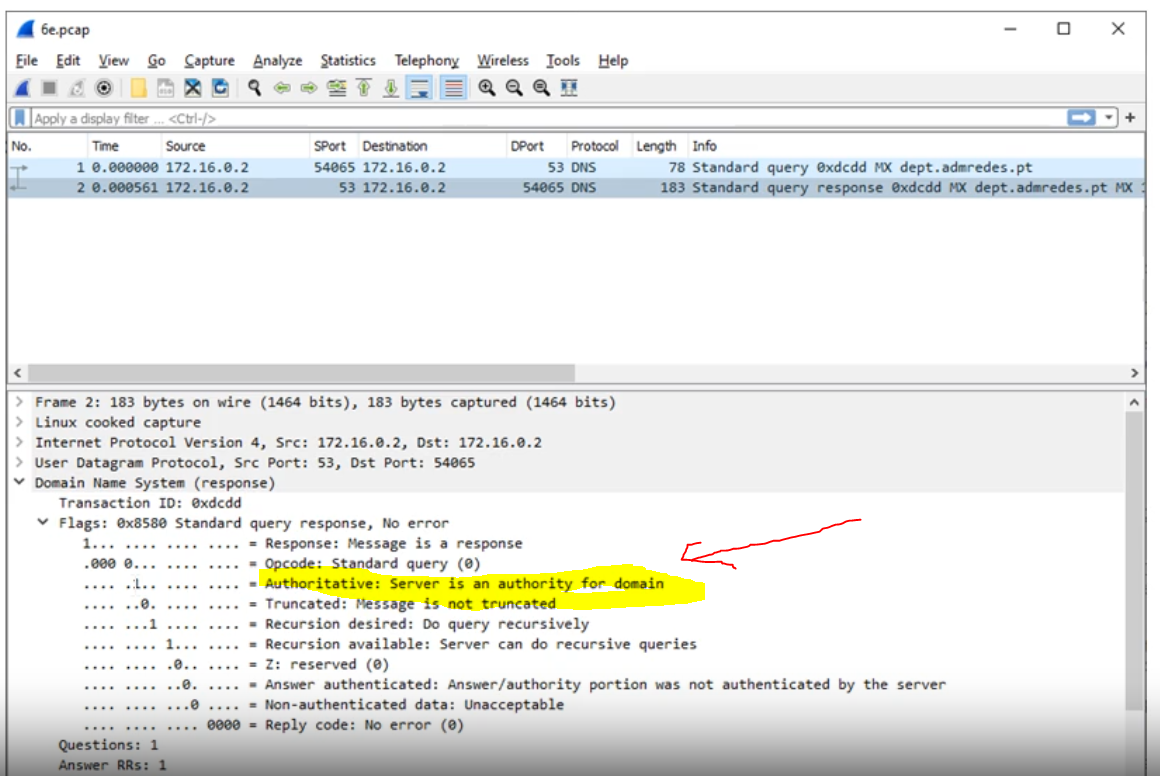 6e.pcap
File Edit View Go Capture Analyze Statistics Telephony Wireless Tools Help
Apply a display filter ... <Ctrl-/>
No. Time Source SPort Destination DPort Protocol Length Info
1 0.000000 172.16.0.2 54065 172.16.0.2 53 DNS 78 Standard query 0xdcdd MX dept.admredes.pt
2 0.000561 172.16.0.2 53 172.16.0.2 54065 DNS 183 Standard query response 0xdcdd MX dept.admredes.pt MX
Frame 2: 183 bytes on wire (1464 bits), 183 bytes captured (1464 bits)
Linux cooked capture
Internet Protocol Version 4, Src: 172.16.0.2, Dst: 172.16.0.2
User Datagram Protocol, Src Port: 53, Dst Port: 54065
Domain Name System (response)
Transaction ID: 0xdcdd
Flags: 0x8580 Standard query response, No error
1... .... .... .... = Response: Message is a response
.000 0... .... .... = Opcode: Standard query (0)
.... .1.. .... .... = Authoritative: Server is an authority for domain
.... ..0. .... .... = Truncated: Message is not truncated
.... ...1 .... .... = Recursion desired: Do query recursively
.... .... 1... .... = Recursion available: Server can do recursive queries
.... .... .0.. .... = Z: reserved (0)
.... .... ..0. .... = Answer authenticated: Answer/authority portion was not authenticated by the server
.... .... ...0 .... = Non-authenticated data: Unacceptable
.... .... .... 0000 = Reply code: No error (0)
Questions: 1
Answer RRs: 1